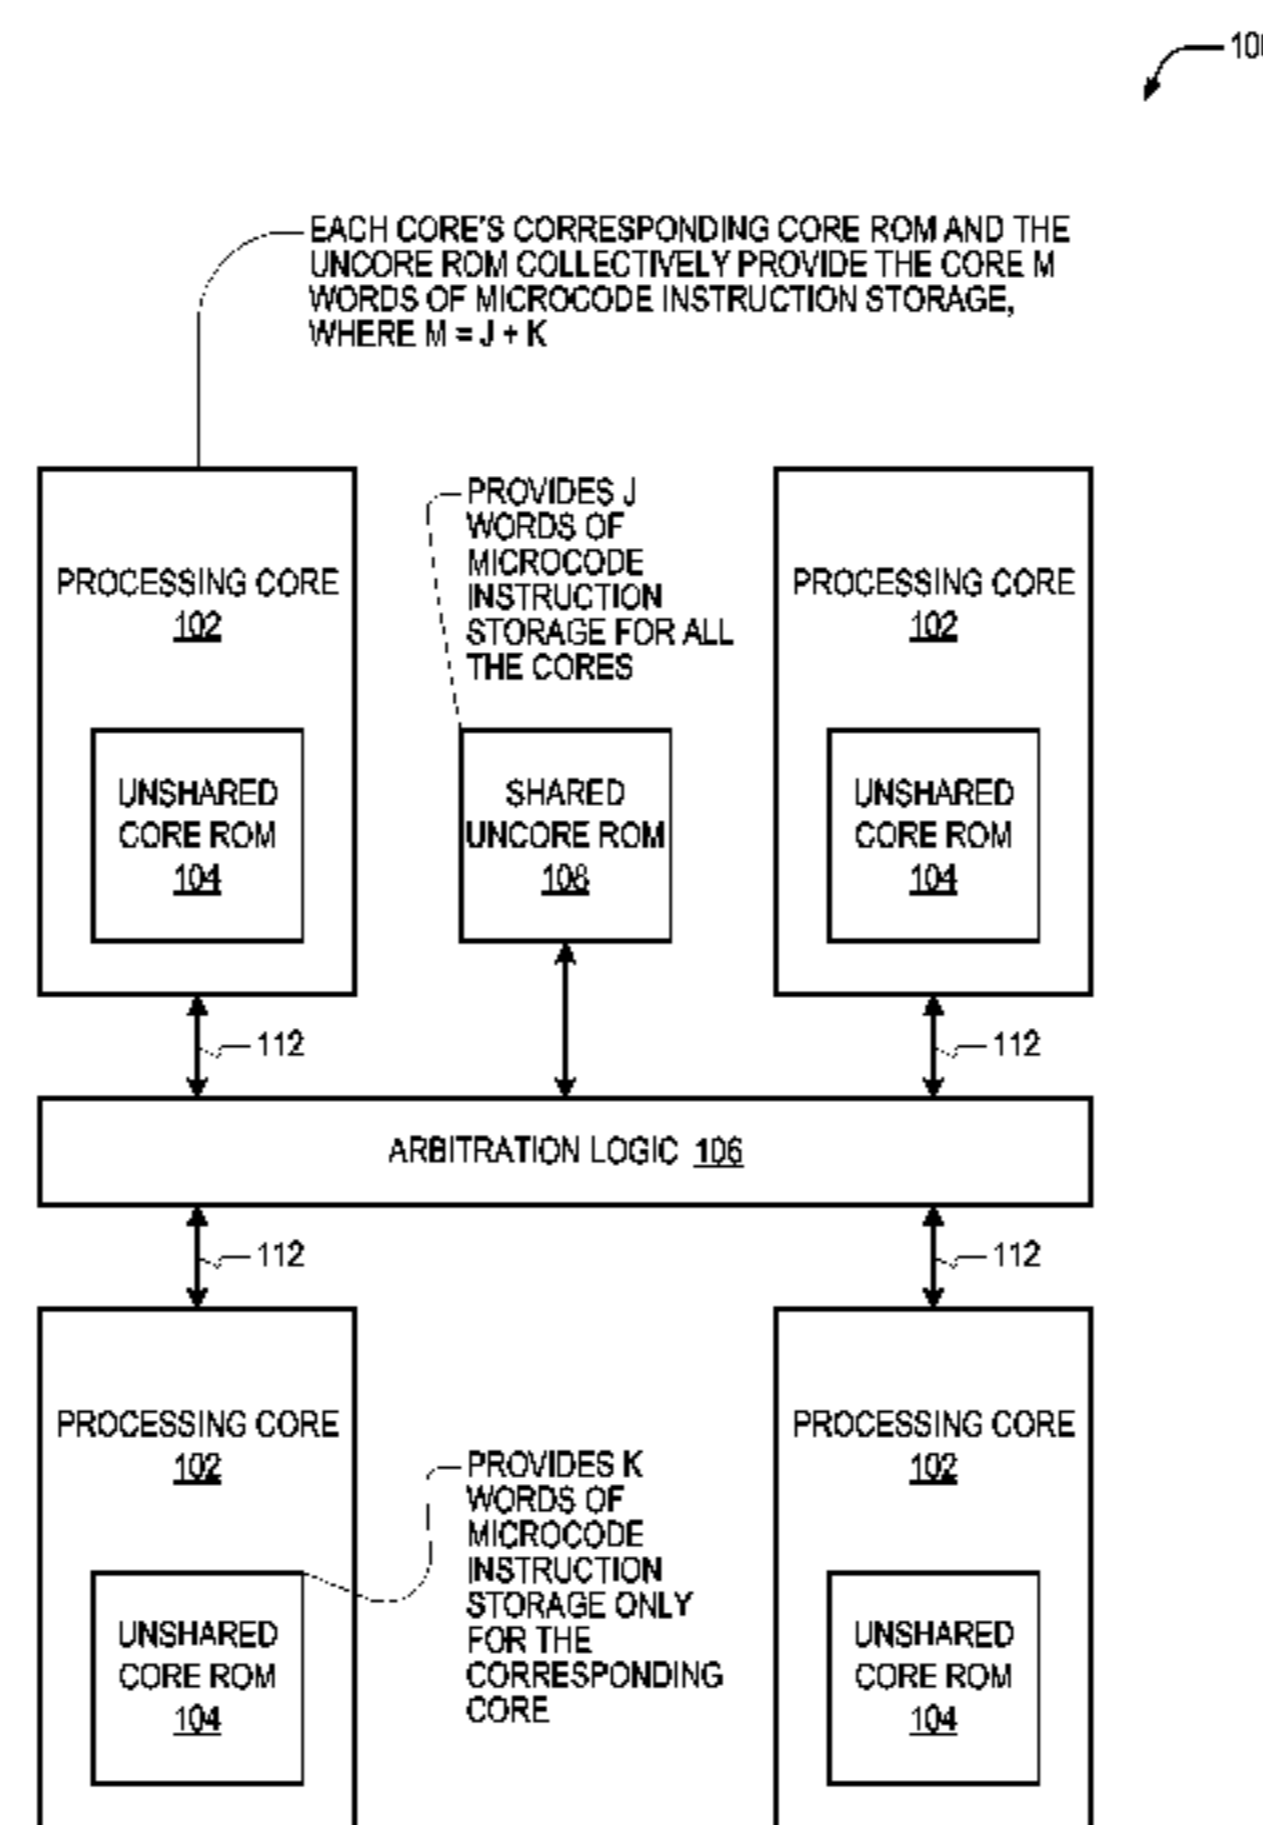 EACH CORE'S CORRESPONDING CORE ROM AND THE
UNCORE ROM COLLECTIVELY PROVIDE THE CORE M
WORDS OF MICROCODE INSTRUCTION STORAGE,
WHERE M = J + K
PROCESSING CORE
102
UNSHARED
CORE ROM
104
PROVIDES J
WORDS OF
MICROCODE
INSTRUCTION
STORAGE FOR ALL
THE CORES
SHARED
UNCORE ROM
108
PROCESSING CORE
102
UNSHARED
CORE ROM
104
112
112
ARBITRATION LOGIC 106
112
112
PROCESSING CORE
102
UNSHARED
CORE ROM
104
PROVIDES K
WORDS OF
MICROCODE
INSTRUCTION
STORAGE ONLY
FOR THE
CORRESPONDING
CORE
PROCESSING CORE
102
UNSHARED
CORE ROM
104